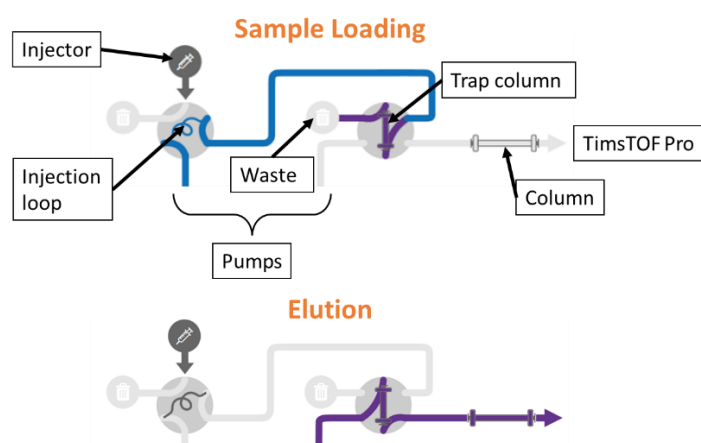 Sample Loading
Injector
Trap column
TimsTOF Pro
Injection
loop
Waste
Column
Pumps
Elution